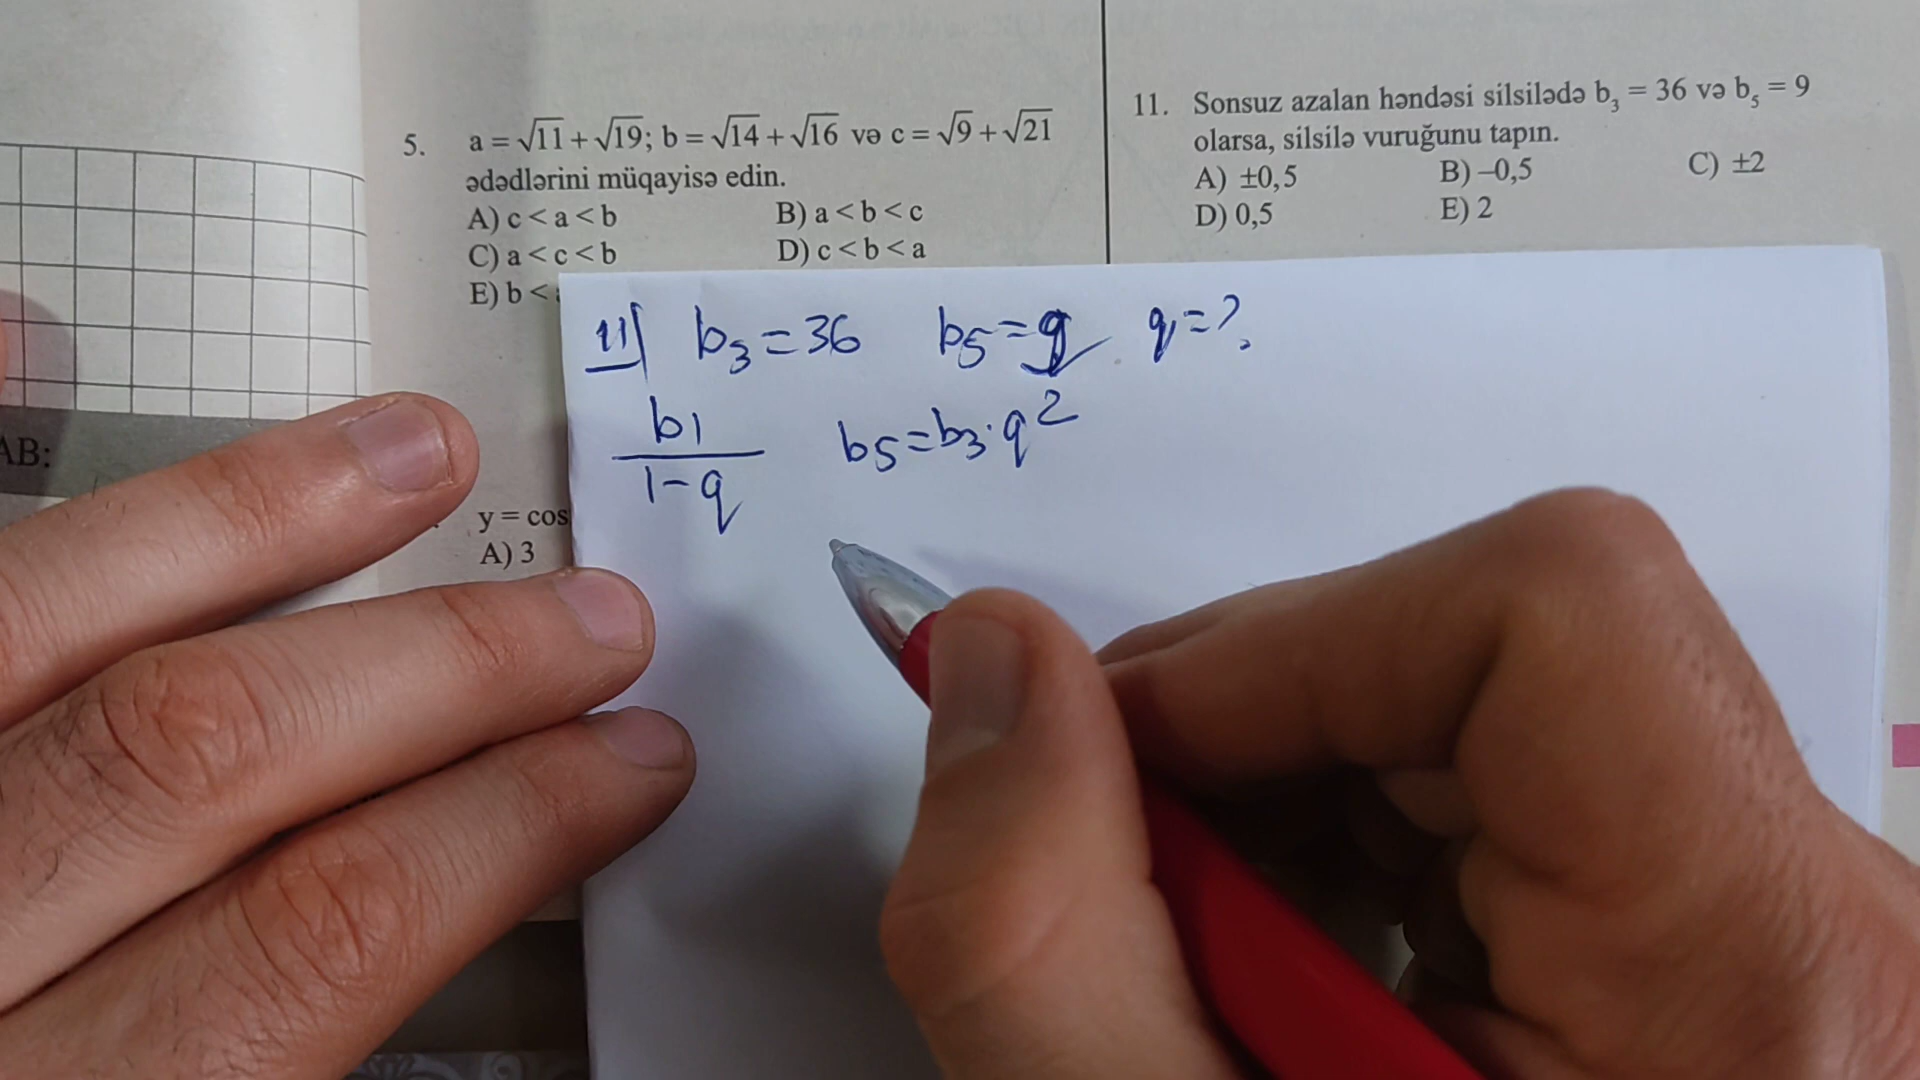 5. a = √11 + √19; b = √14 + √16 və c = √9 + √21
ədədlərini müqayisə edin.
A) c < a < b B) a < b < c
C) a < c < b D) c < b < a
E) b <
y = cos
A) 3
AB:
11. Sonsuz azalan həndəsi silsilədə b₃ = 36 və b₅ = 9
olarsa, silsilə vuruğunu tapın.
A) ±0,5 B) –0,5 C) ±2
D) 0,5 E) 2
11) b₃ = 36 b₅ = 9 q = ?
b₁ / 1 - q b₅ = b₃ · q²